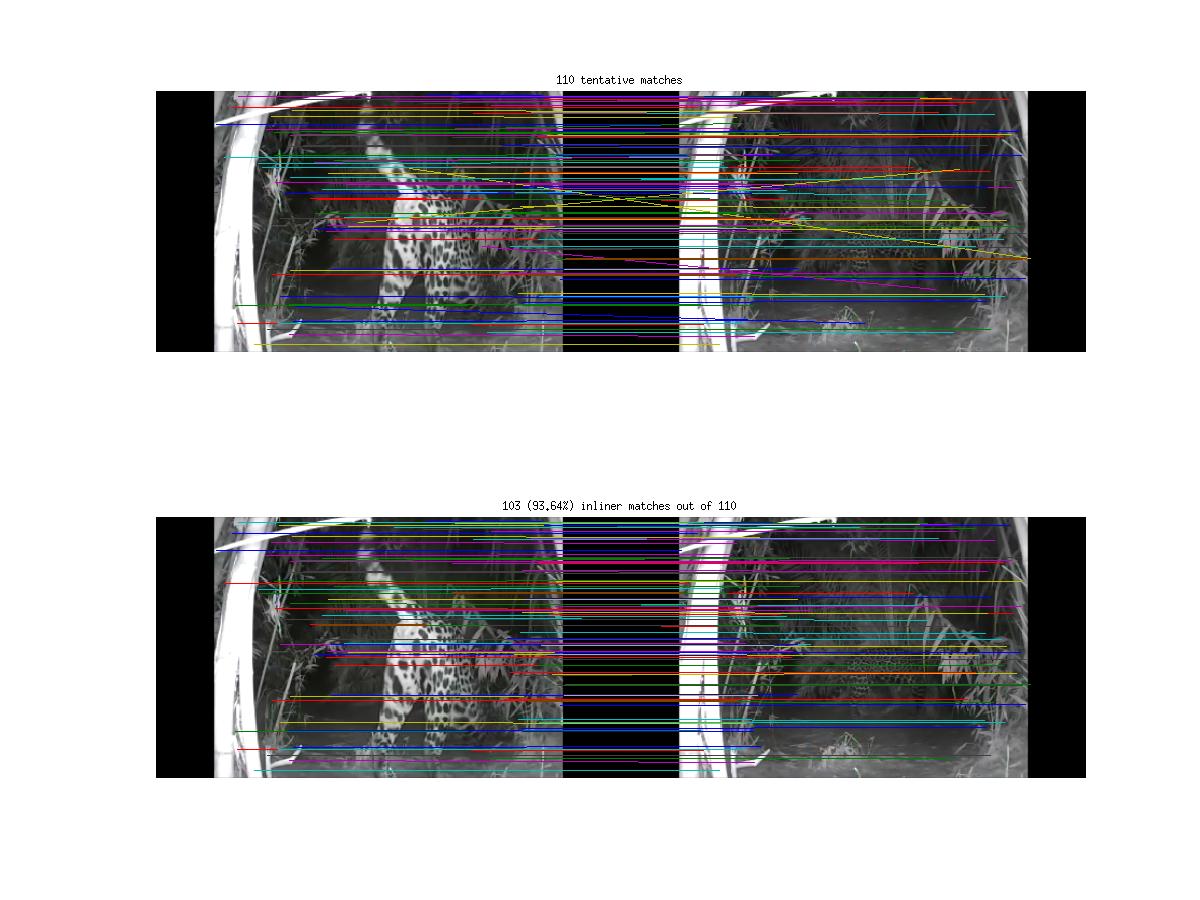 110 tentative matches
103 (93.64%) inliner matches out of 110